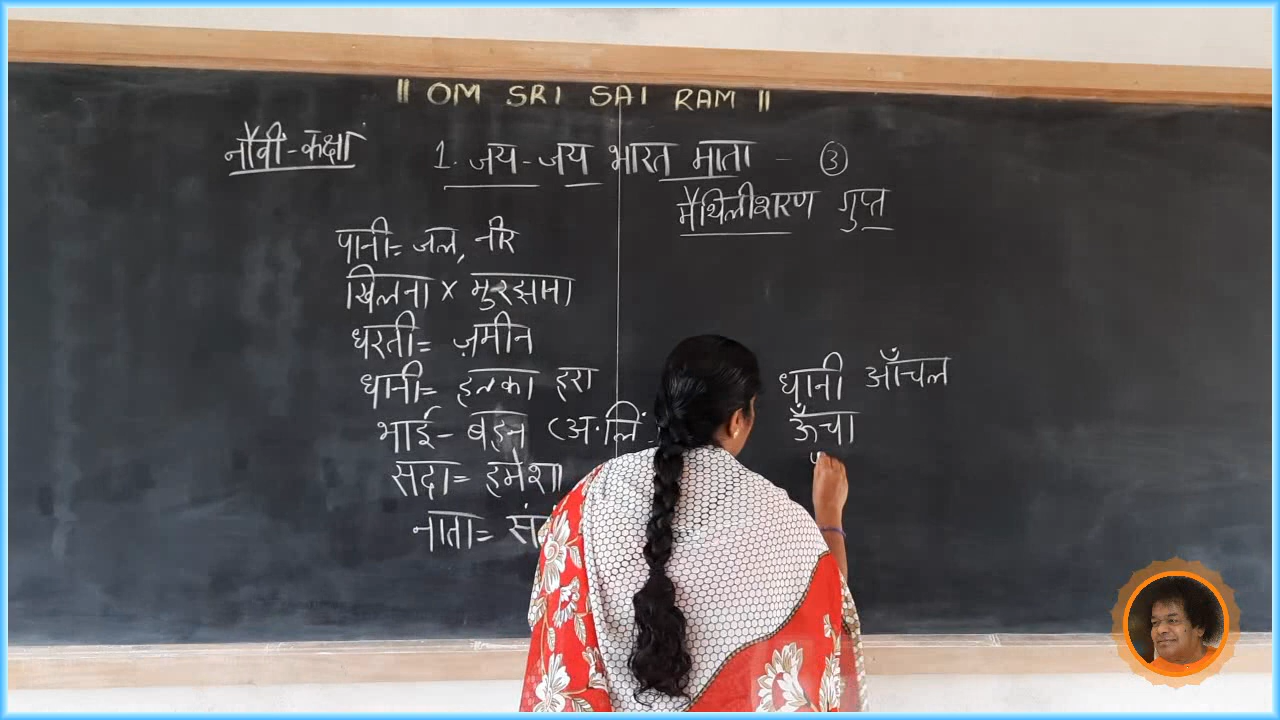 ॥ OM SRI SAI RAM ॥
नौवीं-कक्षा
1. जय-जय भारत माता - ③
मैथिलीशरण गुप्त
पानी= जल, नीर
खिलना × मुरझाना
धरती= ज़मीन
धानी= हलका हरा
भाई- बहन (अ.लिं
सदा= हमेशा
नाता=
धानी आँचल
ऊँचा